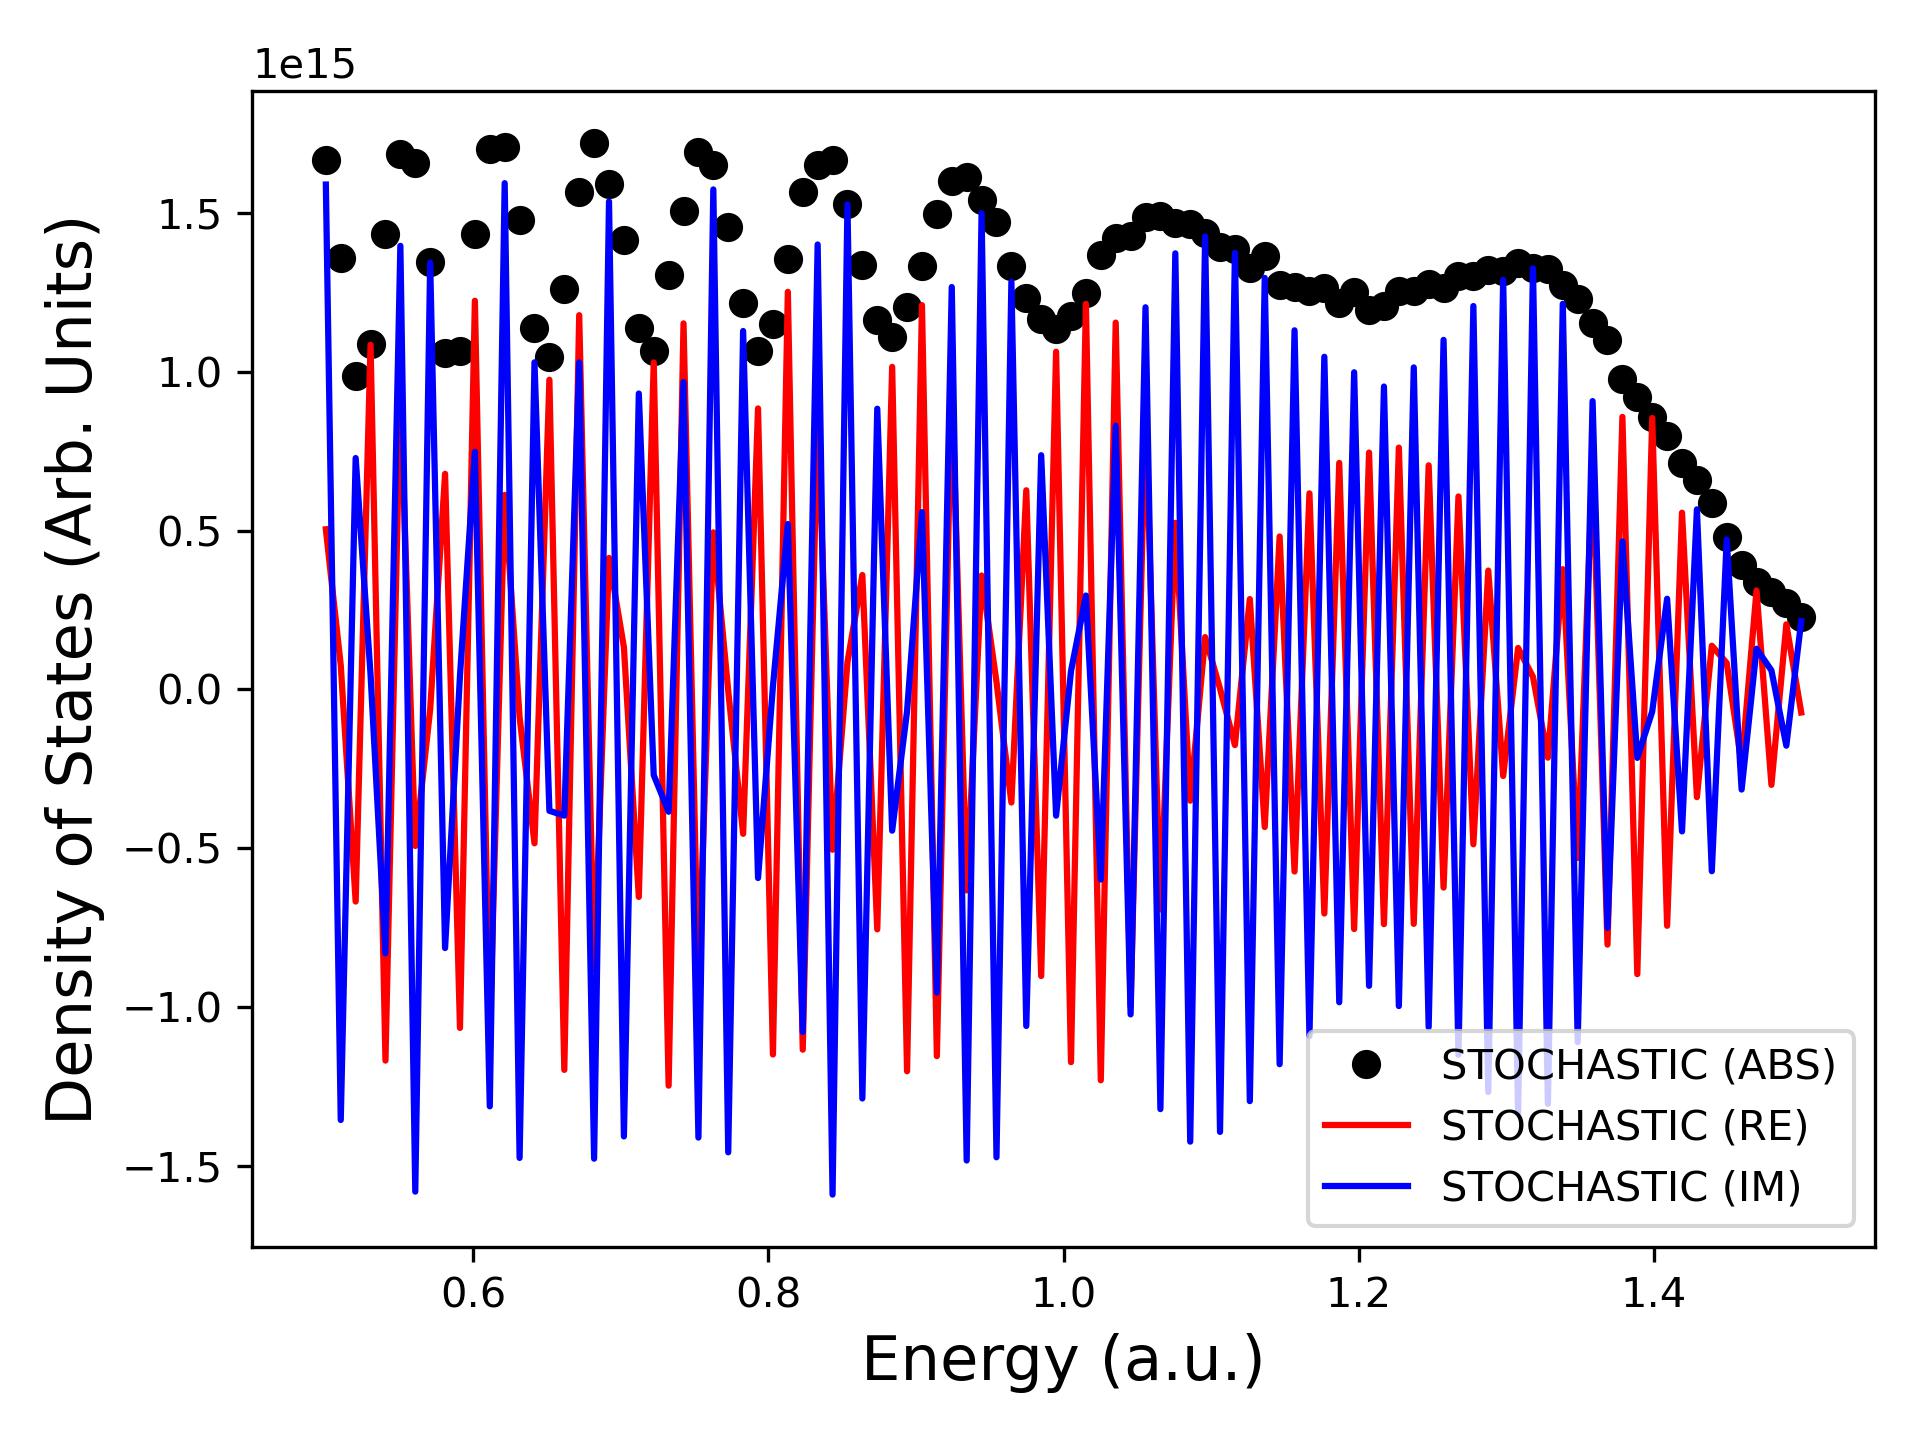 1e15
1.5
1.0
0.5
0.0
−0.5
−1.0
−1.5
Density of States (Arb. Units)
STOCHASTIC (ABS)
STOCHASTIC (RE)
STOCHASTIC (IM)
0.6 0.8 1.0 1.2 1.4
Energy (a.u.)